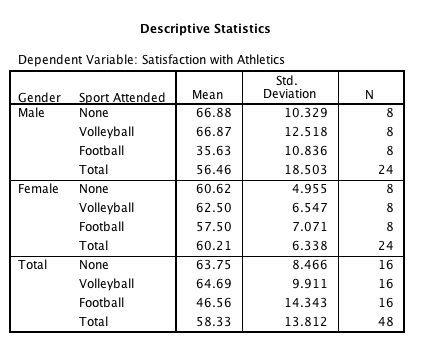 Descriptive Statistics
Dependent Variable: Satisfaction with Athletics
Gender Sport Attended Mean Std. Deviation N
Male None 66.88 10.329 8
Volleyball 66.87 12.518 8
Football 35.63 10.836 8
Total 56.46 18.503 24
Female None 60.62 4.955 8
Volleyball 62.50 6.547 8
Football 57.50 7.071 8
Total 60.21 6.338 24
Total None 63.75 8.466 16
Volleyball 64.69 9.911 16
Football 46.56 14.343 16
Total 58.33 13.812 48